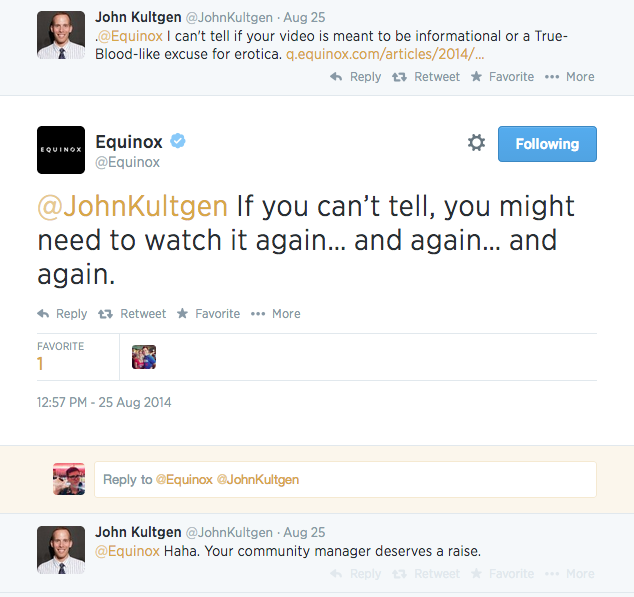 John Kultgen @JohnKultgen · Aug 25
.@Equinox I can't tell if your video is meant to be informational or a True-
Blood-like excuse for erotica. q.equinox.com/articles/2014/...
Reply Retweet Favorite More
EQUINOX
Equinox
@Equinox
Following
@JohnKultgen If you can’t tell, you might
need to watch it again... and again... and
again.
Reply Retweet Favorite More
FAVORITE
1
12:57 PM - 25 Aug 2014
Reply to @Equinox @JohnKultgen
John Kultgen @JohnKultgen · Aug 25
@Equinox Haha. Your community manager deserves a raise.
Reply Retweet Favorite More